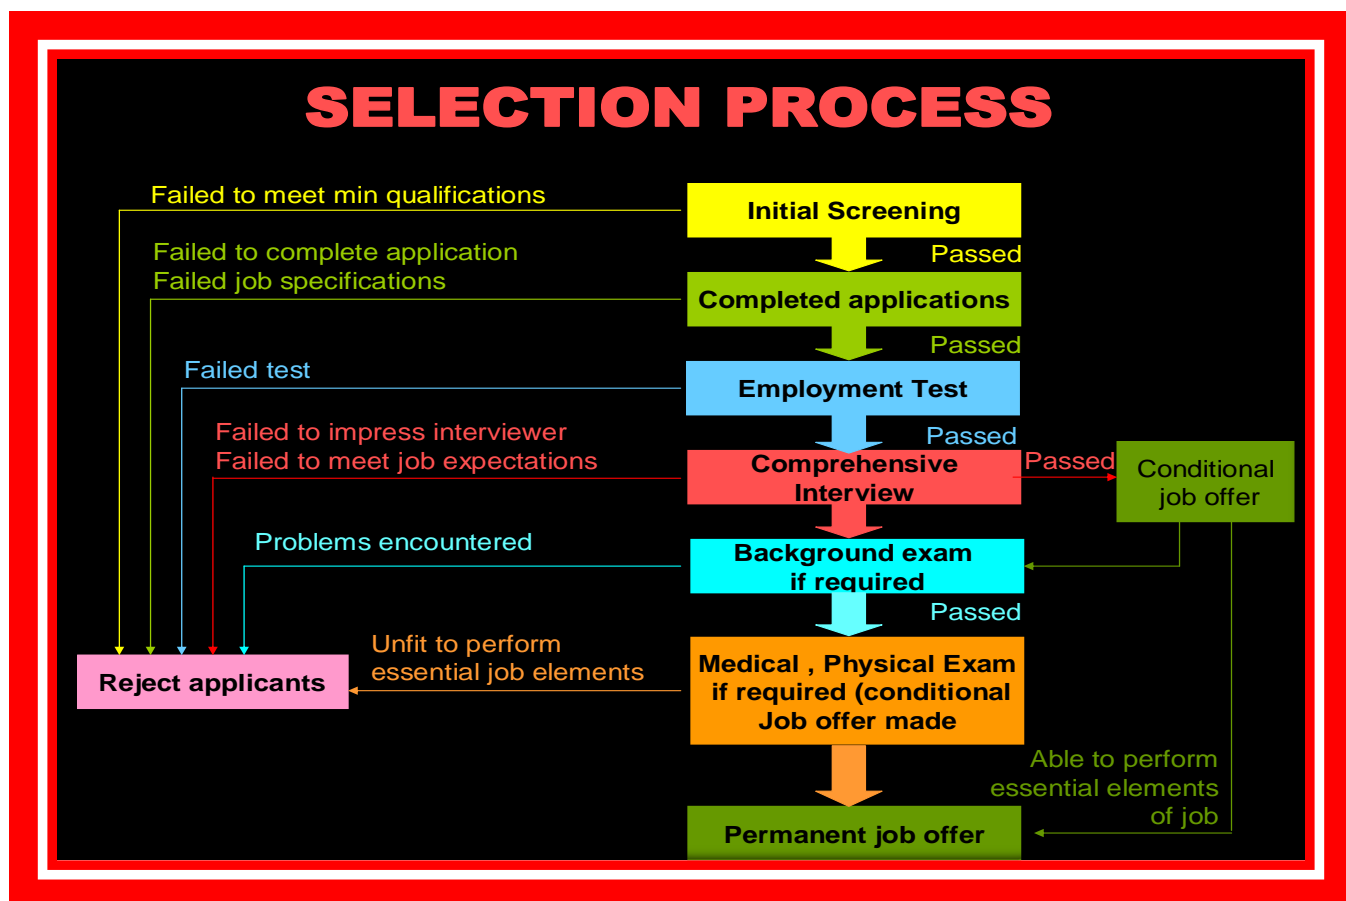 SELECTION PROCESS
Failed to meet min qualifications
Initial Screening
Passed
Failed to complete application
Failed job specifications
Completed applications
Passed
Failed test
Employment Test
Passed
Failed to impress interviewer
Failed to meet job expectations
Comprehensive
Interview
Passed
Conditional
job offer
Problems encountered
Background exam
if required
Passed
Unfit to perform
essential job elements
Reject applicants
Medical , Physical Exam
if required (conditional
Job offer made
Able to perform
essential elements
of job
Permanent job offer